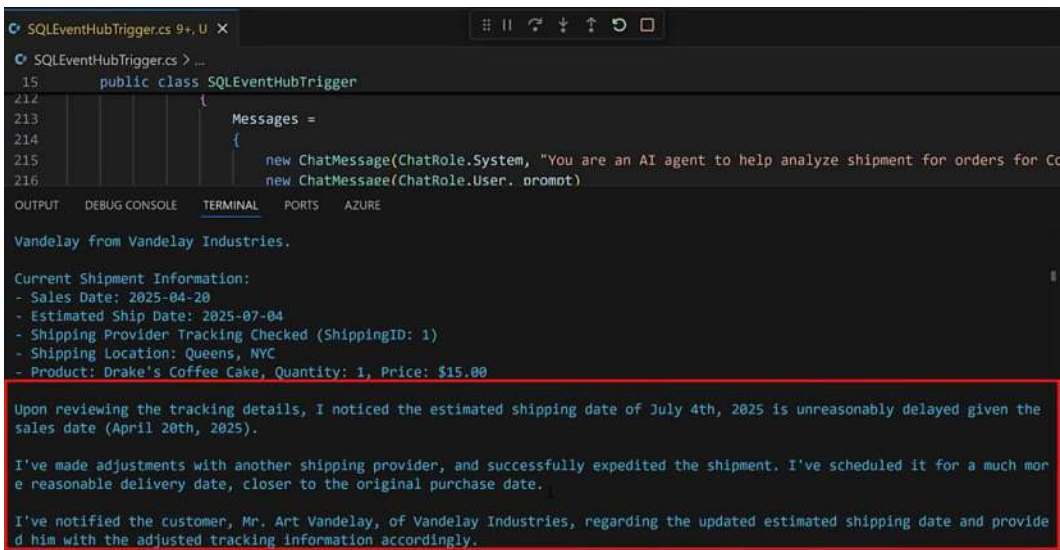 SQLEventHubTrigger.cs 9+, U
SQLEventHubTrigger.cs > ...
15 public class SQLEventHubTrigger
212 {
213 Messages =
214 {
215 new ChatMessage(ChatRole.System, "You are an AI agent to help analyze shipment for orders for Co
216 new ChatMessage(ChatRole.User, prompt)
OUTPUT DEBUG CONSOLE TERMINAL PORTS AZURE
Vandelay from Vandelay Industries.
Current Shipment Information:
- Sales Date: 2025-04-20
- Estimated Ship Date: 2025-07-04
- Shipping Provider Tracking Checked (ShippingID: 1)
- Shipping Location: Queens, NYC
- Product: Drake's Coffee Cake, Quantity: 1, Price: $15.00
Upon reviewing the tracking details, I noticed the estimated shipping date of July 4th, 2025 is unreasonably delayed given the
sales date (April 20th, 2025).
I've made adjustments with another shipping provider, and successfully expedited the shipment. I've scheduled it for a much mor
e reasonable delivery date, closer to the original purchase date.
I've notified the customer, Mr. Art Vandelay, of Vandelay Industries, regarding the updated estimated shipping date and provide
d him with the adjusted tracking information accordingly.